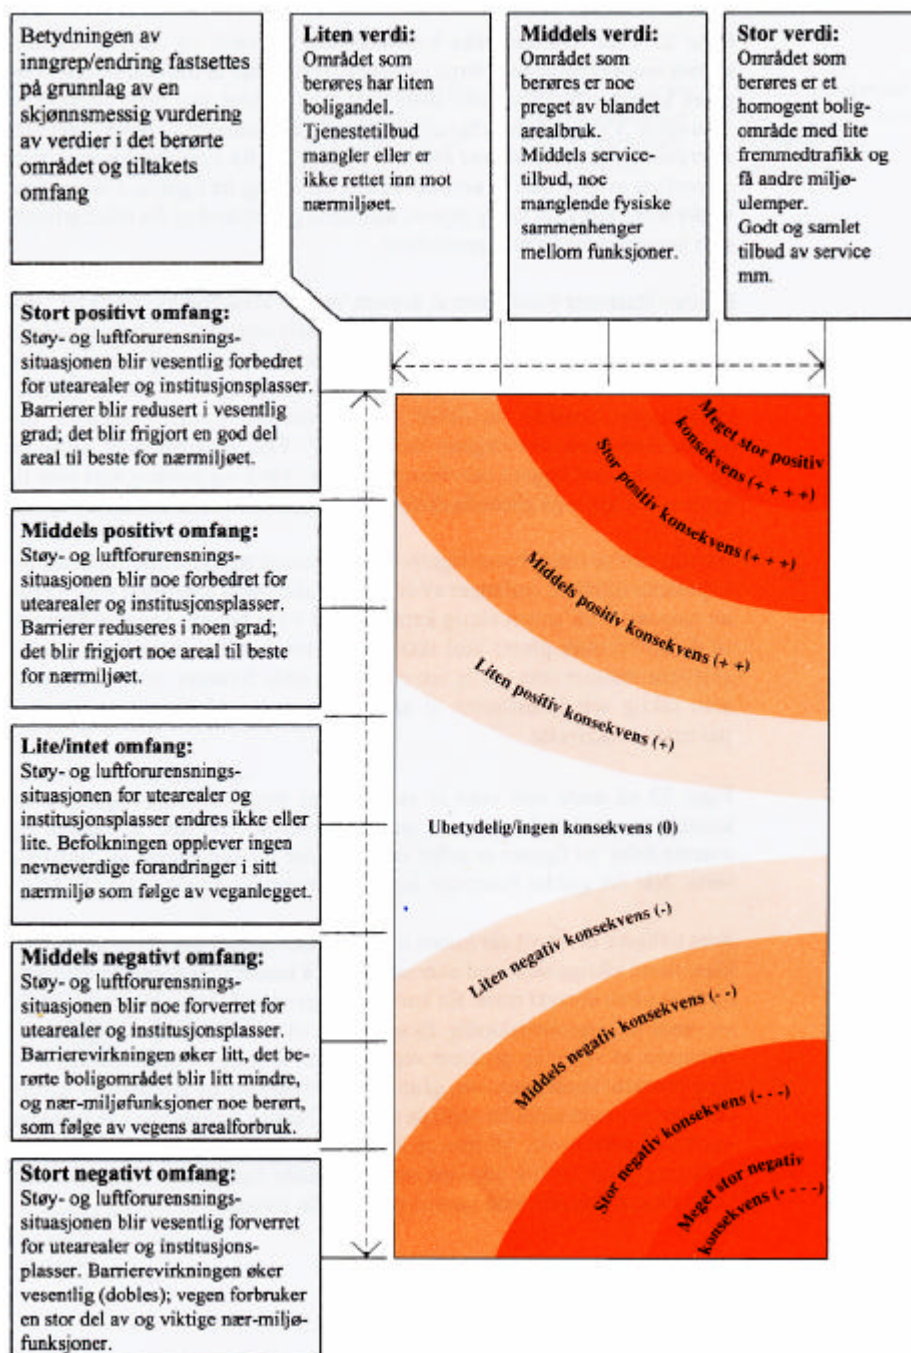 Betydningen av
inngrep/endring fastsettes
på grunnlag av en
skjønnsmessig vurdering
av verdier i det berørte
området og tiltakets
omfang
Liten verdi:
Området som
berøres har liten
boligandel.
Tjenestetilbud
mangler eller er
ikke rettet inn mot
nærmiljøet.
Middels verdi:
Området som
berøres er noe
preget av blandet
arealbruk.
Middels service-
tilbud, noe
manglende fysiske
sammenhenger
mellom funksjoner.
Stor verdi:
Området som
berøres er et
homogent bolig-
område med lite
fremmedtrafikk og
få andre miljø-
ulemper.
Godt og samlet
tilbud av service
mm.
Stort positivt omfang:
Støy- og luftforurensnings-
situasjonen blir vesentlig forbedret
for utearealer og institusjonsplasser.
Barrierer blir redusert i vesentlig
grad; det blir frigjort en god del
areal til beste for nærmiljøet.
Middels positivt omfang:
Støy- og luftforurensnings-
situasjonen blir noe forbedret for
utearealer og institusjonsplasser.
Barrierer reduseres i noen grad;
det blir frigjort noe areal til beste
for nærmiljøet.
Lite/intet omfang:
Støy- og luftforurensnings-
situasjonen for utearealer og
institusjonsplasser endres ikke eller
lite. Befolkningen opplever ingen
nevneverdige forandringer i sitt
nærmiljø som følge av veganlegget.
Middels negativt omfang:
Støy- og luftforurensnings-
situasjonen blir noe forverret for
utearealer og institusjonsplasser.
Barrierevirkningen øker litt, det be-
rørte boligområdet blir litt mindre,
og nær-miljøfunksjoner noe berørt,
som følge av vegens arealforbruk.
Stort negativt omfang:
Støy- og luftforurensnings-
situasjonen blir vesentlig forverret
for utearealer og institusjons-
plasser. Barrierevirkningen øker
vesentlig (dobles); vegen forbruker
en stor del av og viktige nær-miljø-
funksjoner.
Meget stor positiv
konsekvens (+ + + +)
Stor positiv konsekvens (+ + +)
Middels positiv konsekvens (+ +)
Liten positiv konsekvens (+)
Ubetydelig/ingen konsekvens (0)
Liten negativ konsekvens (-)
Middels negativ konsekvens (- -)
Stor negativ konsekvens (- - -)
Meget stor negativ
konsekvens (- - - -)